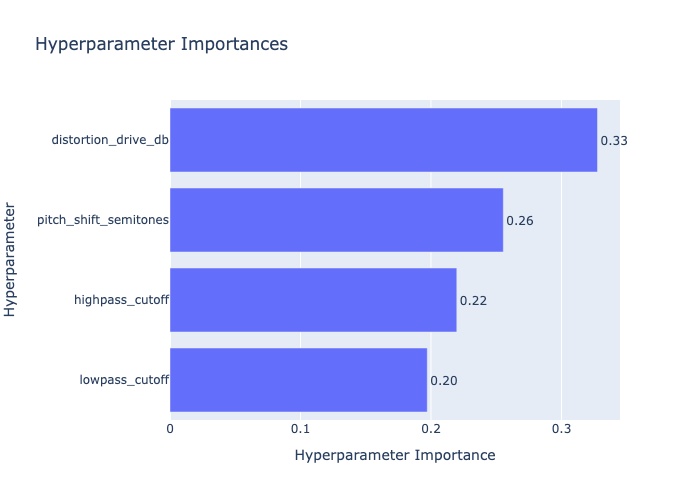 Hyperparameter Importances
Hyperparameter
distortion_drive_db 0.33
pitch_shift_semitones 0.26
highpass_cutoff 0.22
lowpass_cutoff 0.20
0 0.1 0.2 0.3
Hyperparameter Importance